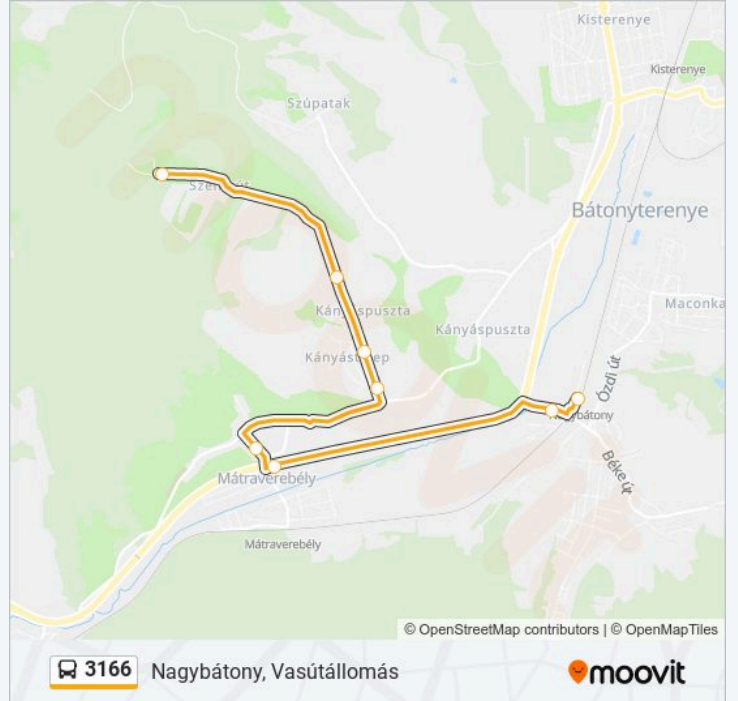 Kisterenye
Kisterenye
Szúpatak
Bátonyterenye
Maconka
Kányáspuszta
Kányáspuszta
Ózdi út
Nagybátony
Béke út
Mátraverebély
Mátraverebély
© OpenStreetMap contributors | © OpenMapTiles
3166 Nagybátony, Vasútállomás
moovit